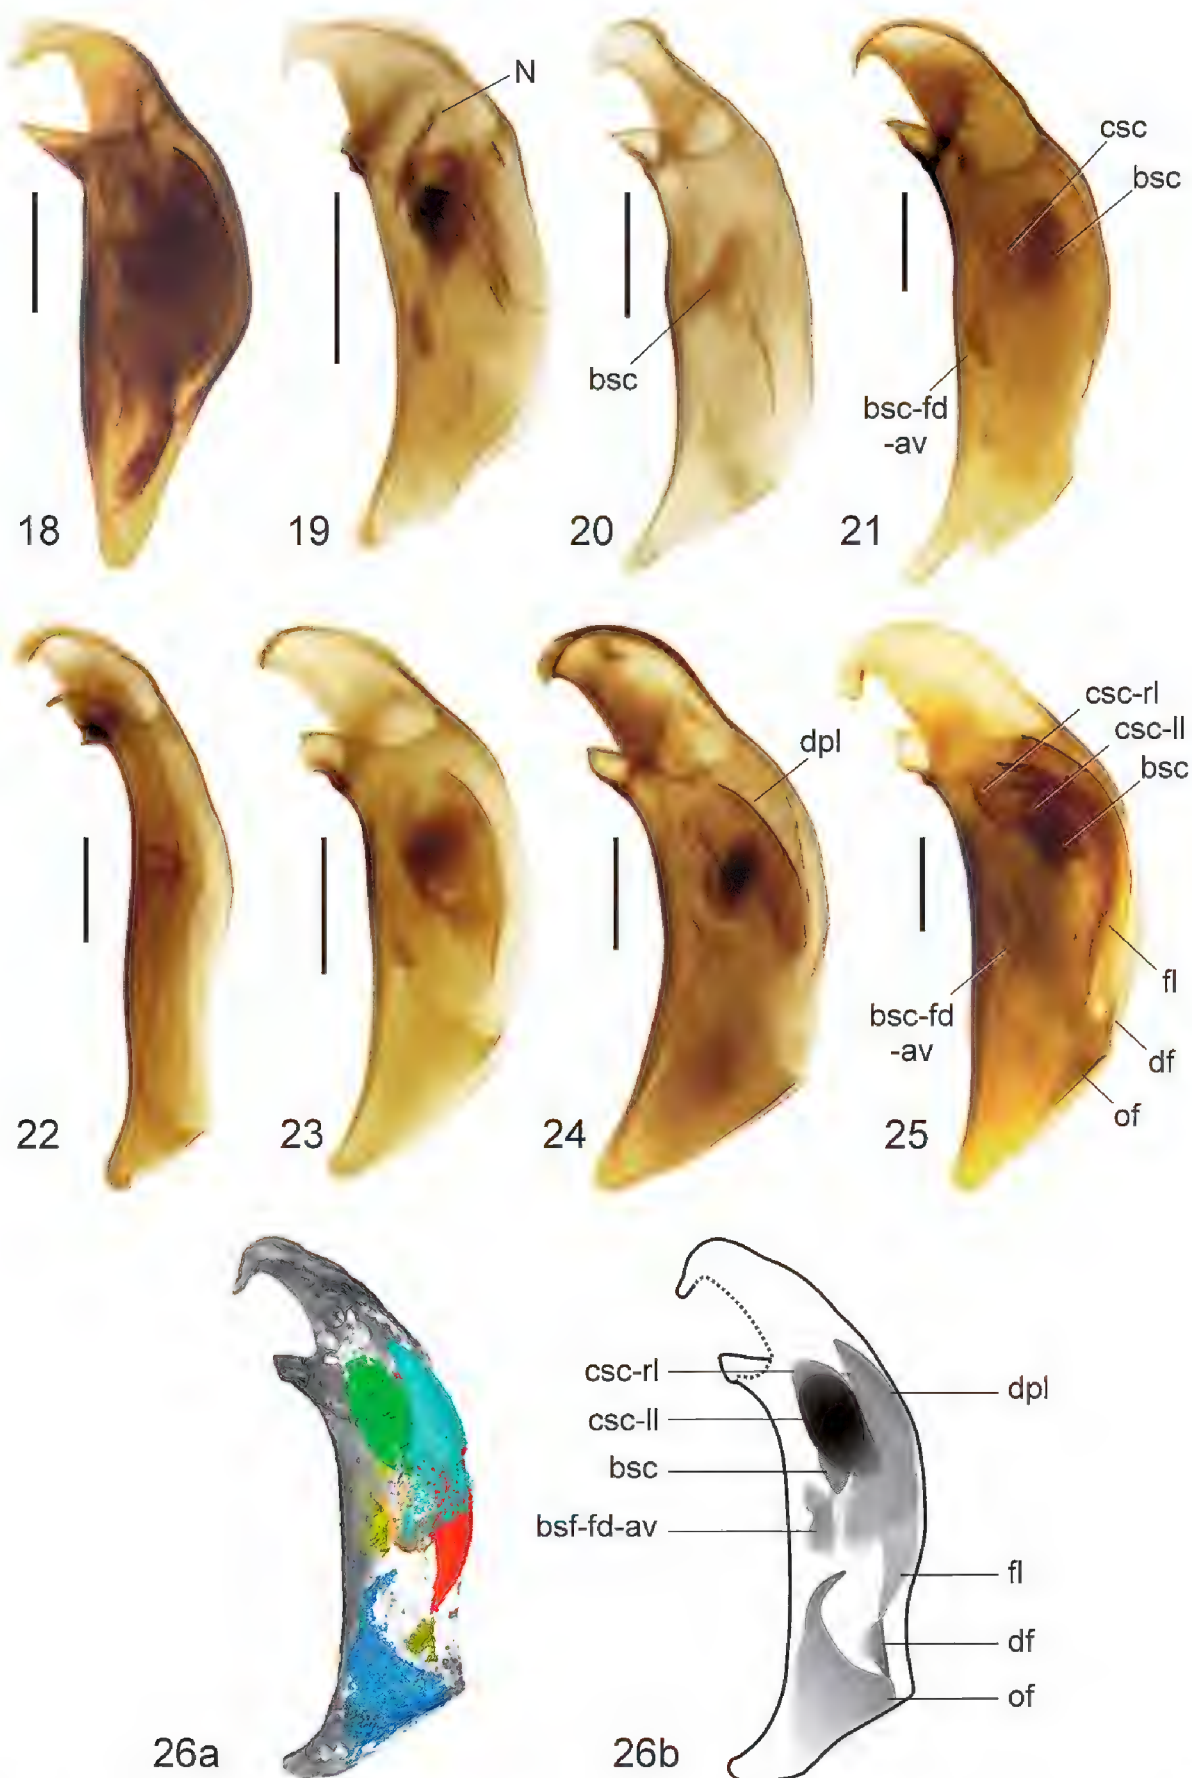 N
csc
bsc
bsc
bsc-fd
-av
18
19
20
21
csc-rl
csc-ll
bsc
dpl
fl
bsc-fd
-av
df
of
22
23
24
25
csc-rl
dpl
csc-ll
bsc
bsf-fd-av
fl
df
of
26a
26b